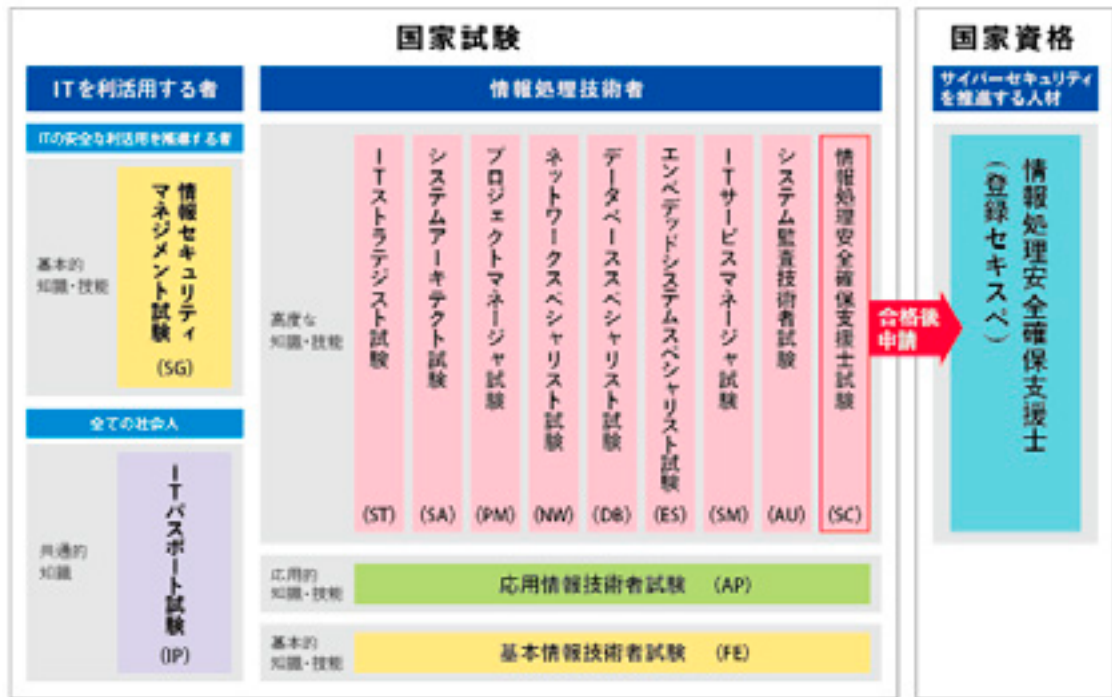 国家試験
ITを利活用する者
ITの安全な利活用を推進する者
基本的
知識・技能
情報セキュリティ
マネジメント試験
(SG)
全ての社会人
共通的
知識
ITパスポート試験
(IP)
情報処理技術者
高度な
知識・技能
ITストラテジスト試験
(ST)
システムアーキテクト試験
(SA)
プロジェクトマネージャ試験
(PM)
ネットワークスペシャリスト試験
(NW)
データベーススペシャリスト試験
(DB)
エンベデッドシステムスペシャリスト試験
(ES)
ITサービスマネージャ試験
(SM)
システム監査技術者試験
(AU)
情報処理安全確保支援士試験
(SC)
応用的
知識・技能
応用情報技術者試験 (AP)
基本的
知識・技能
基本情報技術者試験 (FE)
合格後
申請
国家資格
サイバーセキュリティ
を推進する人材
情報処理安全確保支援士
(登録セキスペ)